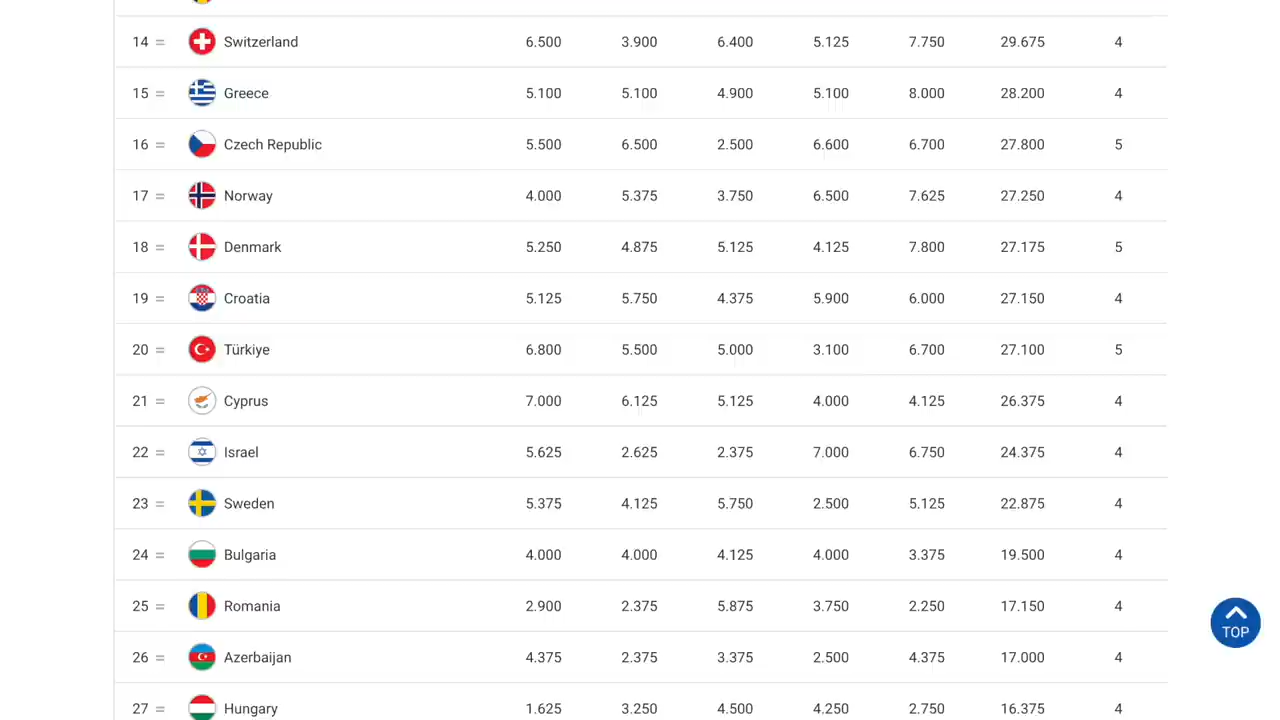 14 = Switzerland 6.500 3.900 6.400 5.125 7.750 29.675 4
15 = Greece 5.100 5.100 4.900 5.100 8.000 28.200 4
16 = Czech Republic 5.500 6.500 2.500 6.600 6.700 27.800 5
17 = Norway 4.000 5.375 3.750 6.500 7.625 27.250 4
18 = Denmark 5.250 4.875 5.125 4.125 7.800 27.175 5
19 = Croatia 5.125 5.750 4.375 5.900 6.000 27.150 4
20 = Türkiye 6.800 5.500 5.000 3.100 6.700 27.100 5
21 = Cyprus 7.000 6.125 5.125 4.000 4.125 26.375 4
22 = Israel 5.625 2.625 2.375 7.000 6.750 24.375 4
23 = Sweden 5.375 4.125 5.750 2.500 5.125 22.875 4
24 = Bulgaria 4.000 4.000 4.125 4.000 3.375 19.500 4
25 = Romania 2.900 2.375 5.875 3.750 2.250 17.150 4
26 = Azerbaijan 4.375 2.375 3.375 2.500 4.375 17.000 4
27 = Hungary 1.625 3.250 4.500 4.250 2.750 16.375 4
TOP